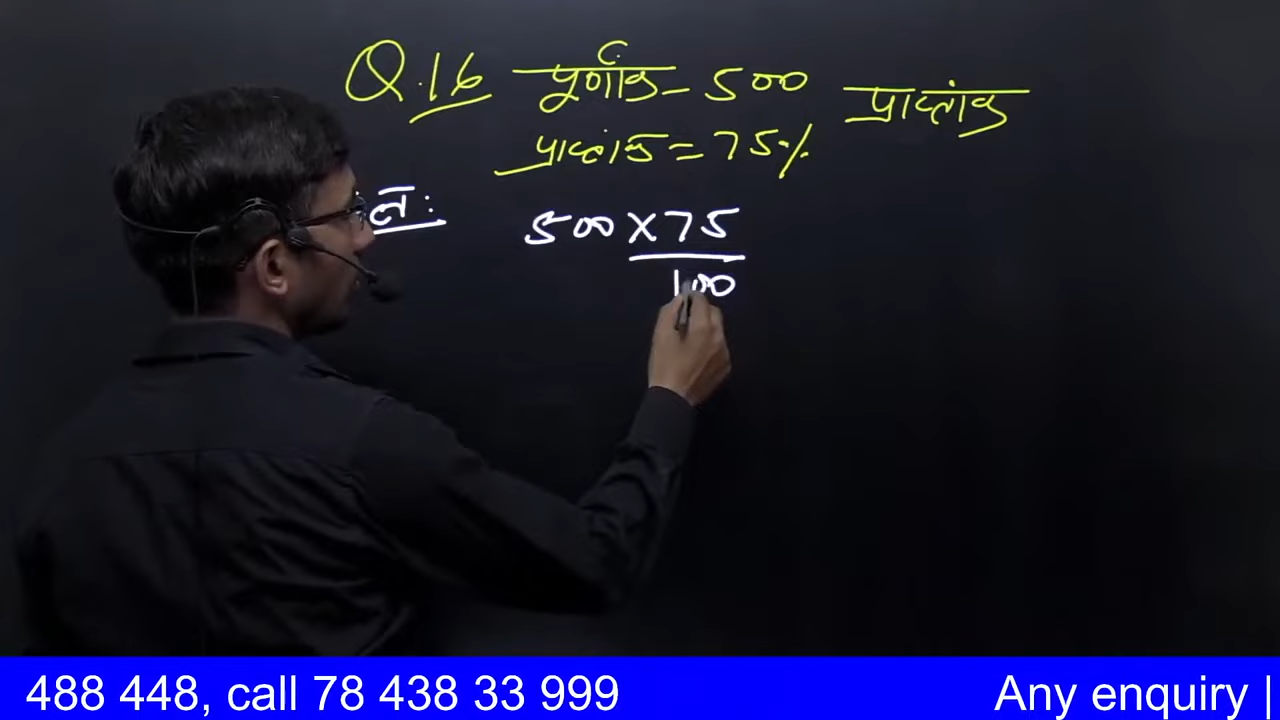 Q.16 पूर्णांक = 500 प्राप्तांक
प्राप्तांक = 75%
500 × 75
100
488 448, call 78 438 33 999 Any enquiry |